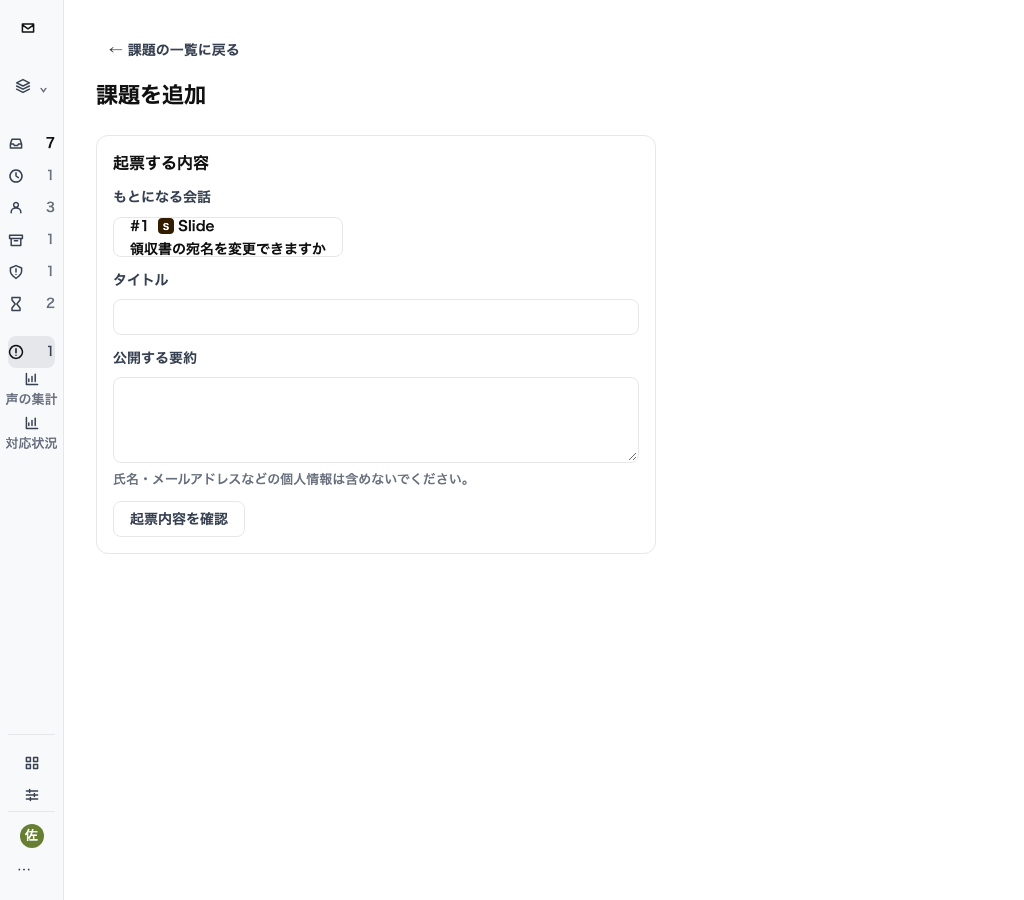 ← 課題の一覧に戻る
課題を追加
7
1
3
1
1
2
1
声の集計
対応状況
起票する内容
もとになる会話
#1 S Slide
領収書の宛名を変更できますか
タイトル
公開する要約
氏名・メールアドレスなどの個人情報は含めないでください。
起票内容を確認
佐
…